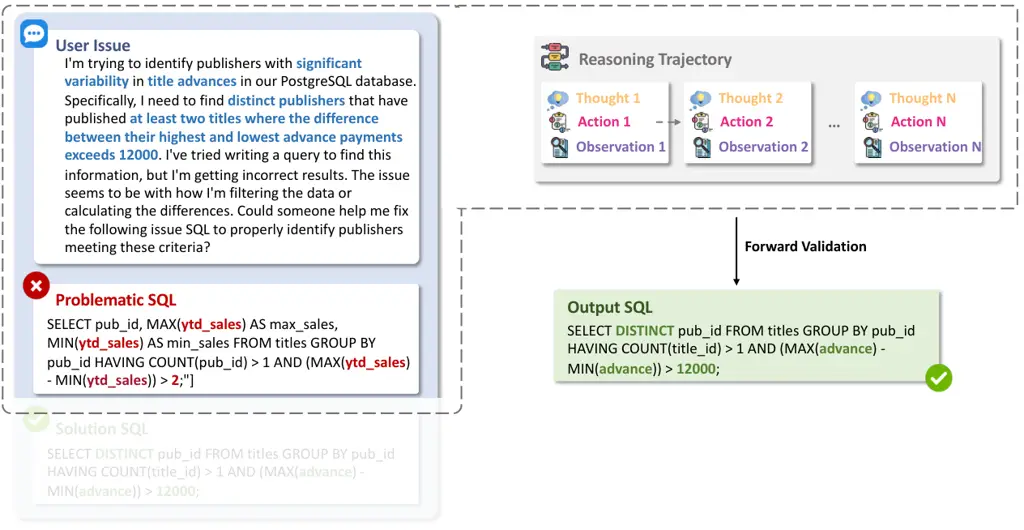 User Issue
I'm trying to identify publishers with significant
variability in title advances in our PostgreSQL database.
Specifically, I need to find distinct publishers that have
published at least two titles where the difference
between their highest and lowest advance payments
exceeds 12000. I've tried writing a query to find this
information, but I'm getting incorrect results. The issue
seems to be with how I'm filtering the data or
calculating the differences. Could someone help me fix
the following issue SQL to properly identify publishers
meeting these criteria?
Problematic SQL
SELECT pub_id, MAX(ytd_sales) AS max_sales,
MIN(ytd_sales) AS min_sales FROM titles GROUP BY
pub_id HAVING COUNT(pub_id) > 1 AND (MAX(ytd_sales)
- MIN(ytd_sales)) > 2;"]
Solution SQL
SELECT DISTINCT pub_id FROM titles GROUP BY pub_id
HAVING COUNT(title_id) > 1 AND (MAX(advance) -
MIN(advance)) > 12000;
Reasoning Trajectory
Thought 1
Action 1
Observation 1
Thought 2
Action 2
Observation 2
...
Thought N
Action N
Observation N
Forward Validation
Output SQL
SELECT DISTINCT pub_id FROM titles GROUP BY pub_id
HAVING COUNT(title_id) > 1 AND (MAX(advance) -
MIN(advance)) > 12000;